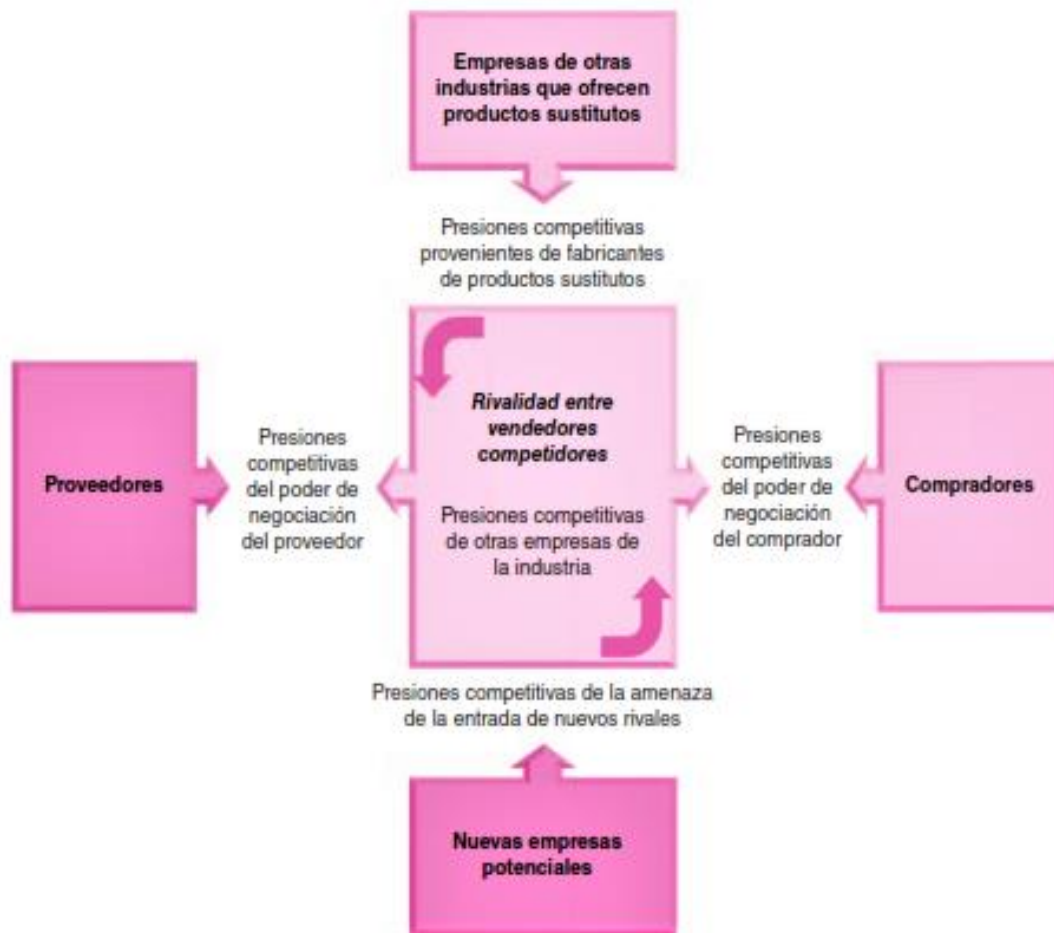 Empresas de otras
industrias que ofrecen
productos sustitutos
Presiones competitivas
provenientes de fabricantes
de productos sustitutos
Proveedores
Presiones
competitivas
del poder de
negociación
del proveedor
Rivalidad entre
vendedores
competidores
Presiones competitivas
de otras empresas de
la industria
Presiones
competitivas
del poder de
negociación
del comprador
Compradores
Presiones competitivas de la amenaza
de la entrada de nuevos rivales
Nuevas empresas
potenciales